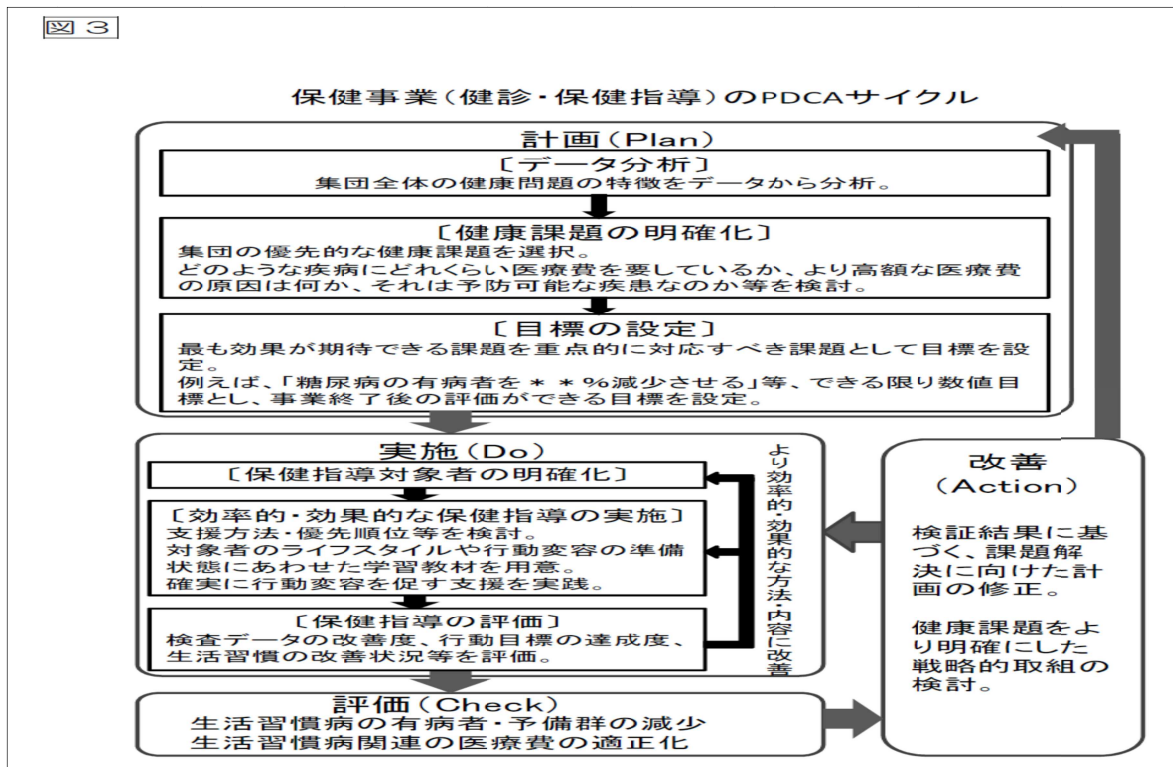 図３
保健事業(健診・保健指導)のPDCAサイクル
計画(Plan)
〔データ分析〕
集団全体の健康問題の特徴をデータから分析。
〔健康課題の明確化〕
集団の優先的な健康課題を選択。
どのような疾病にどれくらい医療費を要しているか、より高額な医療費
の原因は何か、それは予防可能な疾患なのか等を検討。
〔目標の設定〕
最も効果が期待できる課題を重点的に対応すべき課題として目標を設
定。
例えば、「糖尿病の有病者を＊＊%減少させる」等、できる限り数値目
標とし、事業終了後の評価ができる目標を設定。
実施(Do)
〔保健指導対象者の明確化〕
〔効率的・効果的な保健指導の実施〕
支援方法・優先順位等を検討。
対象者のライフスタイルや行動変容の準備
状態にあわせた学習教材を用意。
確実に行動変容を促す支援を実践。
〔保健指導の評価〕
検査データの改善度、行動目標の達成度、
生活習慣の改善状況等を評価。
より効率的・効果的な方法・内容に改善
評価(Check)
生活習慣病の有病者・予備群の減少
生活習慣病関連の医療費の適正化
改善
(Action)
検証結果に基
づく、課題解
決に向けた計
画の修正。
健康課題をよ
り明確にした
戦略的取組の
検討。